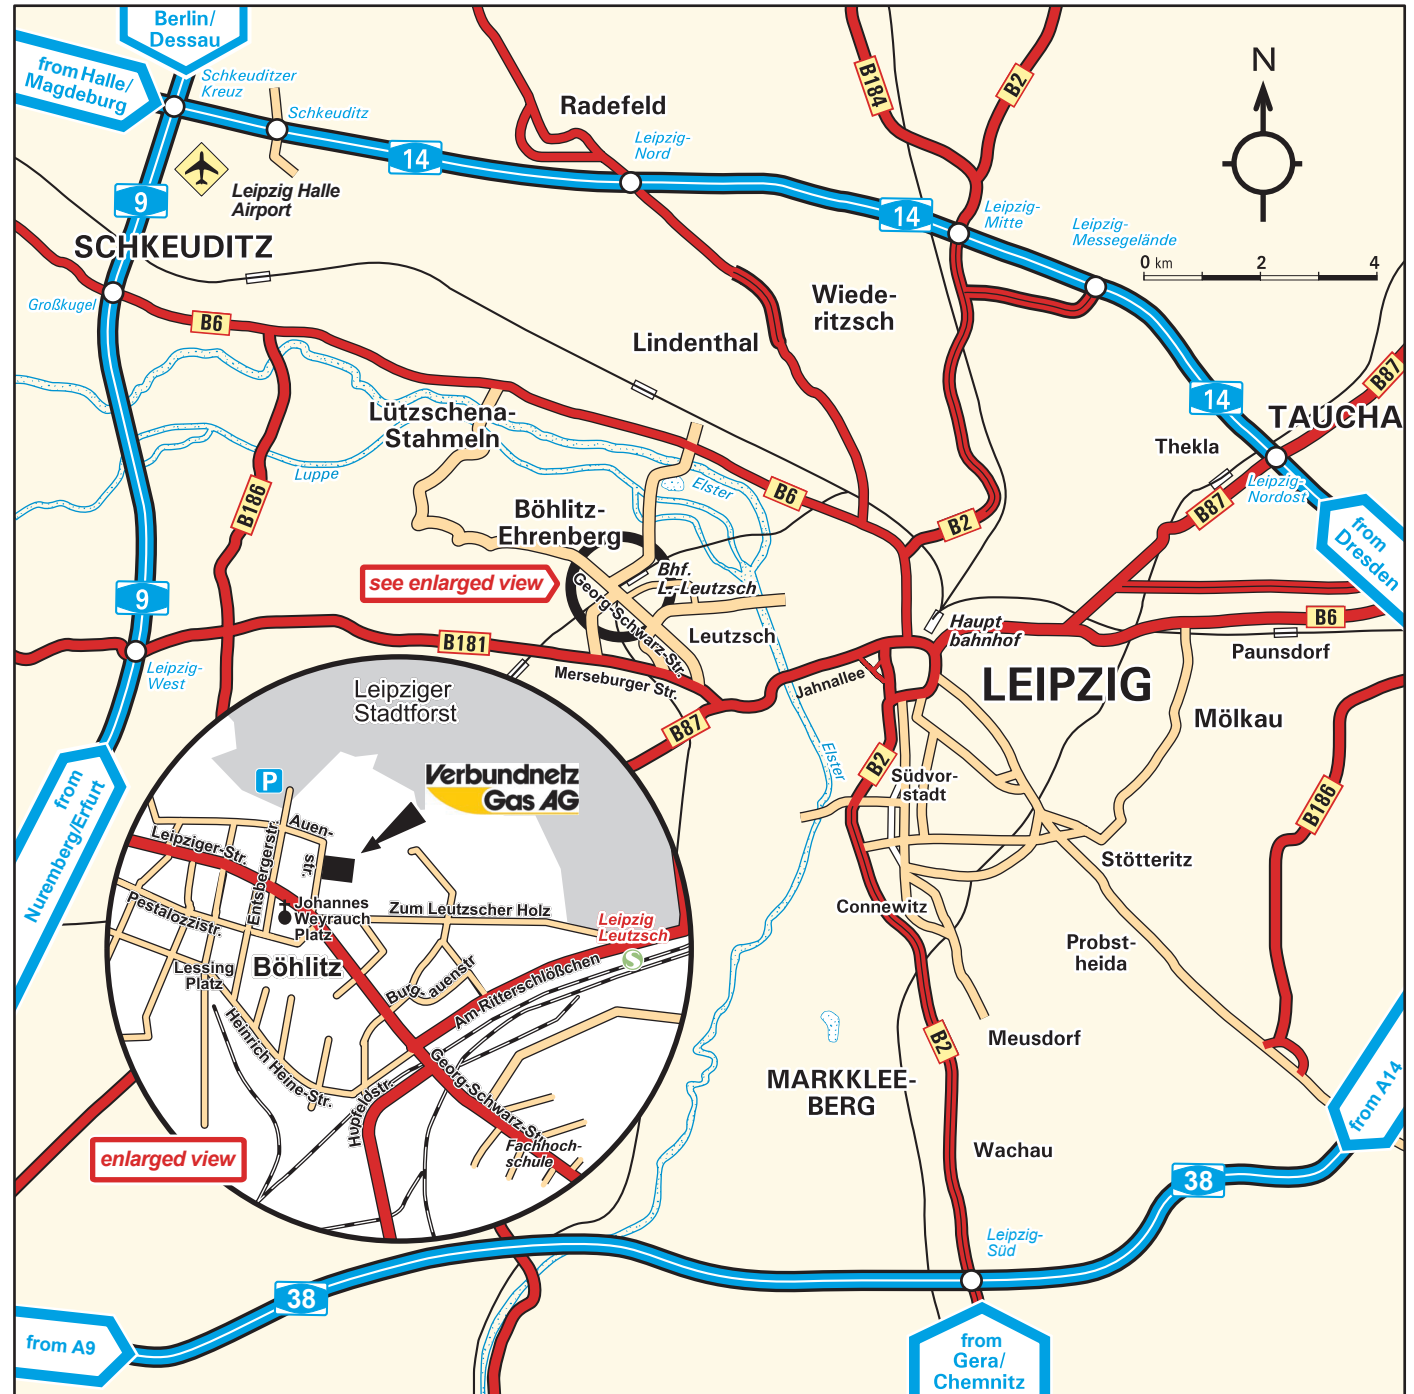 Berlin/
Dessau
from Halle/
Magdeburg
Schkeuditzer
Kreuz
Schkeuditz
14
9
Leipzig Halle
Airport
SCHKEUDITZ
Großkugel
B6
Radefeld
Leipzig-
Nord
B184
B2
14
Leipzig-
Mitte
Leipzig-
Messegelände
N
0 km 2 4
Wiede-
ritzsch
Lindenthal
B87
14
TAUCHA
Thekla
Leipzig-
Nordost
B87
from
Dresden
Lützschena-
Stahmeln
Luppe
B186
Elster
B6
B2
Böhlitz-
Ehrenberg
see enlarged view
Bhf.
L.-Leutzsch
Georg-Schwarz-Str.
Leutzsch
9
B181
Leipzig-
West
Merseburger Str.
Jahnallee
B87
Haupt
bahnhof
LEIPZIG
B6
Paunsdorf
Mölkau
Elster
B2
Südvor-
stadt
B186
Stötteritz
Connewitz
Probst-
heida
B2
Meusdorf
MARKKLEE-
BERG
Wachau
from A14
38
Leipzig-
Süd
from
Gera/
Chemnitz
38
from A9
from
Nuremberg/Erfurt
Leipziger
Stadtforst
P
Verbundnetz
Gas AG
Auen-
str.
Leipziger-Str.
Entsbergerstr.
Pestalozzistr.
Johannes
Weyrauch
Platz
Zum Leutzscher Holz
Leipzig
Leutzsch
S
Lessing
Platz
Böhlitz
Burg-
auenstr
Am Ritterschlößchen
Heinrich Heine-Str.
Hupfeldstr.
Georg-Schwarz-Str.
Fachhoch-
schule
enlarged view